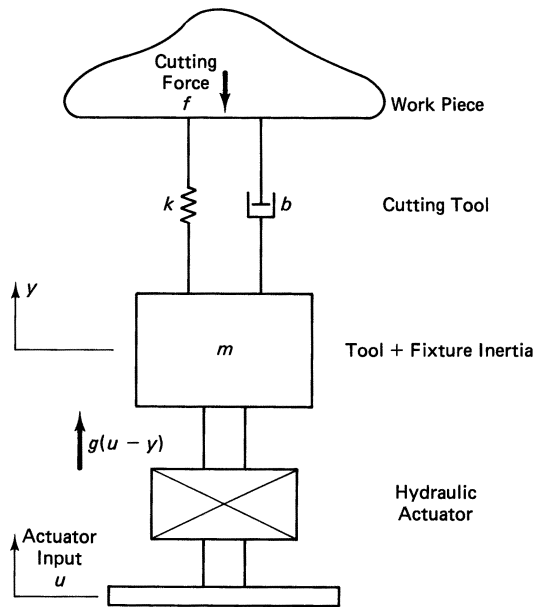 Cutting
Force
f
Work Piece
k
b
Cutting Tool
y
m
Tool + Fixture Inertia
g(u − y)
Hydraulic
Actuator
Actuator
Input
u